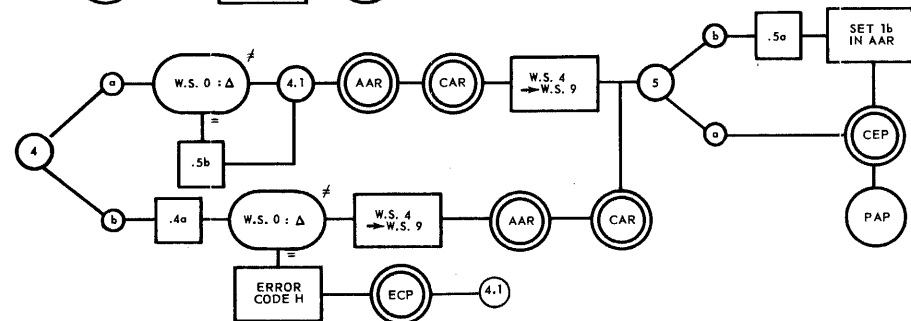 b
.5a
SET 1b
IN AAR
a
W.S. 0 : Δ
≠
4.1
AAR
CAR
W.S. 4
→W.S. 9
5
=
4
.5b
a
CEP
b
.4a
W.S. 0 : Δ
≠
W.S. 4
→W.S. 9
AAR
CAR
PAP
=
ERROR
CODE H
ECP
4.1